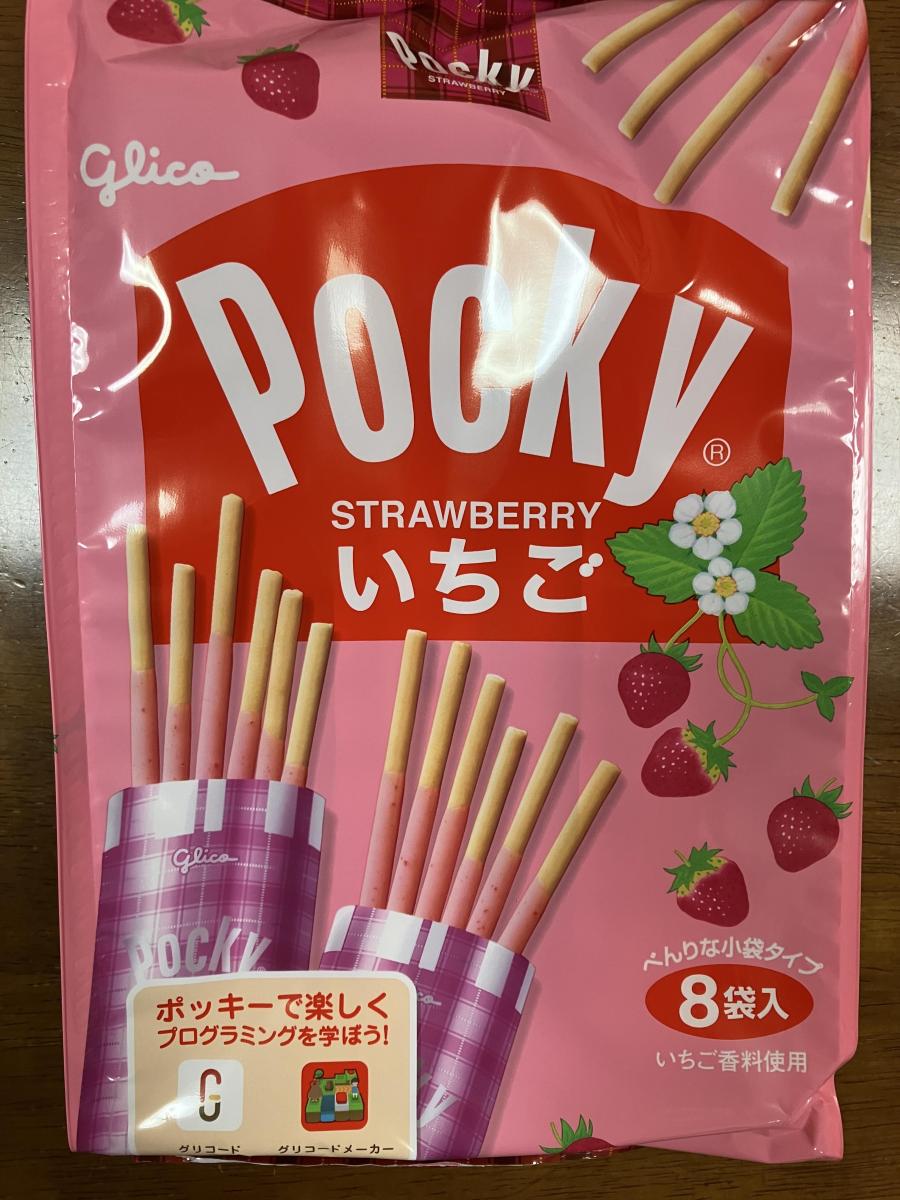 Pocky
STRAWBERRY
Glico
Pocky
®
STRAWBERRY
いちご
Glico
Pocky
べんりな小袋タイプ
8袋入
いちご香料使用
ポッキーで楽しく
プログラミングを学ぼう!
グリコード
グリコードメーカー